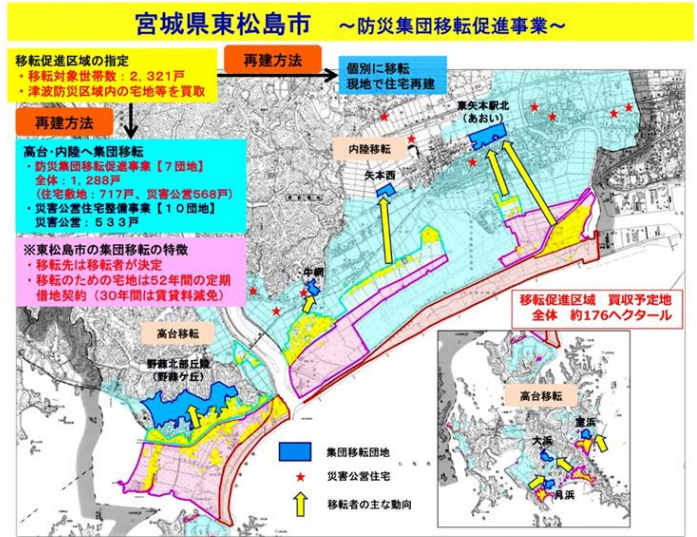 宮城県東松島市　～防災集団移転促進事業～
移転促進区域の指定
・移転対象世帯数：2，321戸
・津波防災区域内の宅地等を買取
再建方法
個別に移転
現地で住宅再建
再建方法
高台・内陸へ集団移転
・防災集団移転促進事業【７団地】
全体：1，288戸
（住宅敷地：717戸、災害公営568戸）
・災害公営住宅整備事業【１０団地】
災害公営：５３３戸
※東松島市の集団移転の特徴
・移転先は移転者が決定
・移転のための宅地は52年間の定期
借地契約（30年間は賃貸料減免）
東矢本駅北
（あおい）
内陸移転
矢本西
牛網
移転促進区域　買収予定地
全体　約176ヘクタール
高台移転
野蒜北部丘陵
（野蒜ケ丘）
高台移転
室浜
大浜
月浜
集団移転団地
災害公営住宅
移転者の主な動向